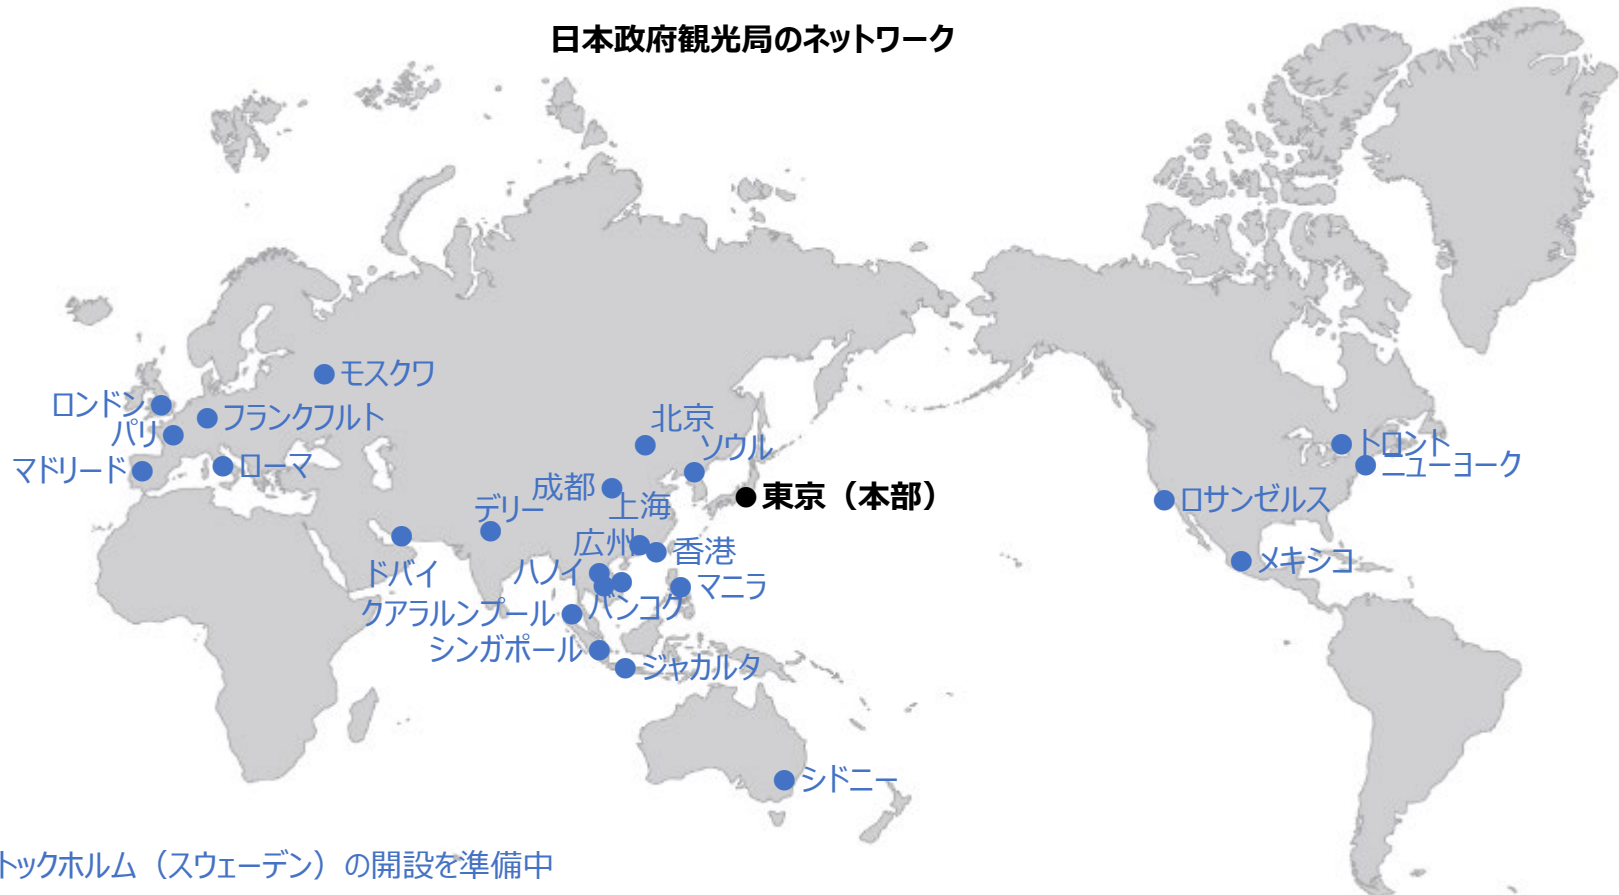 日本政府観光局のネットワーク
モスクワ
ロンドン
フランクフルト
パリ
マドリード
ローマ
北京
ソウル
成都
上海
東京（本部）
デリー
広州
香港
ドバイ
ハノイ
バンコク
マニラ
クアラルンプール
シンガポール
ジャカルタ
シドニー
トロント
ニューヨーク
ロサンゼルス
メキシコ
トックホルム（スウェーデン）の開設を準備中